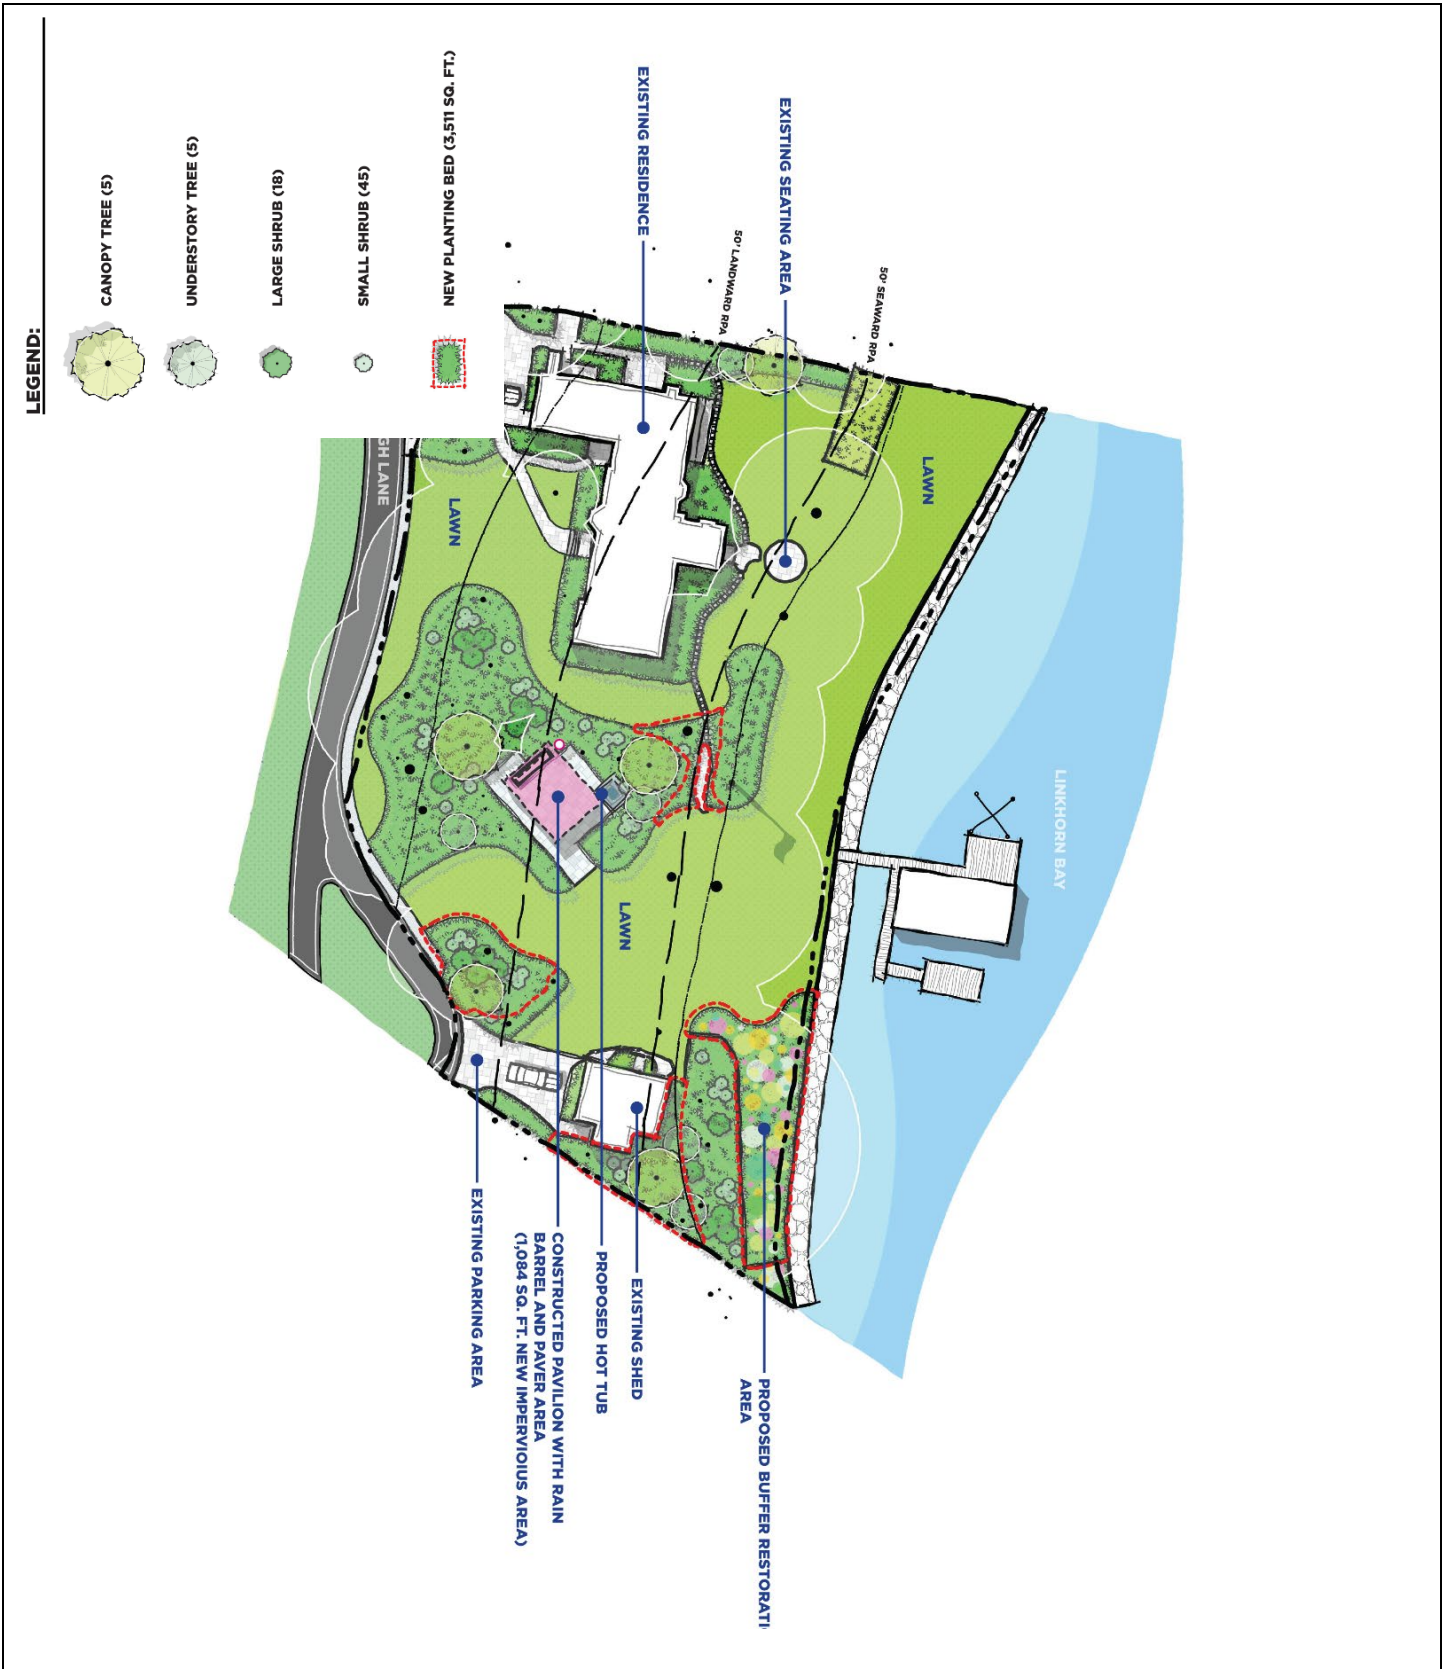 LEGEND:
CANOPY TREE (5)
UNDERSTORY TREE (5)
LARGE SHRUB (18)
SMALL SHRUB (45)
NEW PLANTING BED (3,511 SQ. FT.)
EXISTING RESIDENCE
EXISTING SEATING AREA
50' LANDWARD RPA
50' SEAWARD RPA
GH LANE
LAWN
LAWN
LAWN
LINKHORN BAY
PROPOSED BUFFER RESTORATI
AREA
EXISTING SHED
PROPOSED HOT TUB
CONSTRUCTED PAVILION WITH RAIN
BARREL AND PAVER AREA
(1,084 SQ. FT. NEW IMPERVIOIUS AREA)
EXISTING PARKING AREA